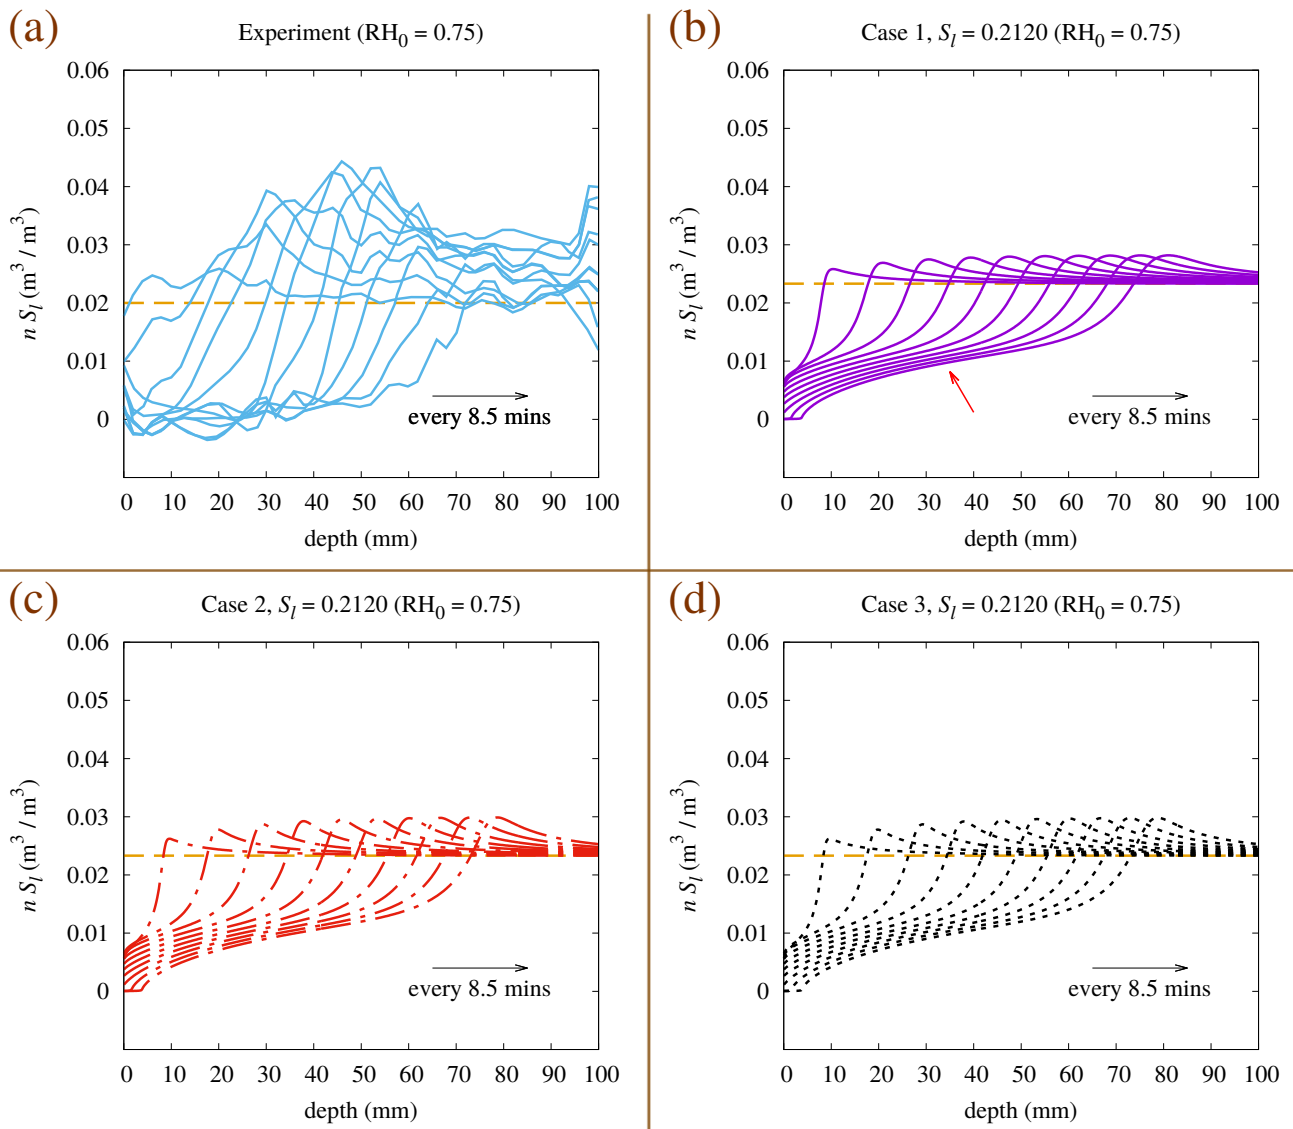 (a)
Experiment (RH0 = 0.75)
0.06
0.05
0.04
0.03
0.02
0.01
0
n Sl (m3 / m3)
every 8.5 mins
0 10 20 30 40 50 60 70 80 90 100
depth (mm)
(b)
Case 1, Sl = 0.2120 (RH0 = 0.75)
0.06
0.05
0.04
0.03
0.02
0.01
0
n Sl (m3 / m3)
every 8.5 mins
0 10 20 30 40 50 60 70 80 90 100
depth (mm)
(c)
Case 2, Sl = 0.2120 (RH0 = 0.75)
0.06
0.05
0.04
0.03
0.02
0.01
0
n Sl (m3 / m3)
every 8.5 mins
0 10 20 30 40 50 60 70 80 90 100
depth (mm)
(d)
Case 3, Sl = 0.2120 (RH0 = 0.75)
0.06
0.05
0.04
0.03
0.02
0.01
0
n Sl (m3 / m3)
every 8.5 mins
0 10 20 30 40 50 60 70 80 90 100
depth (mm)